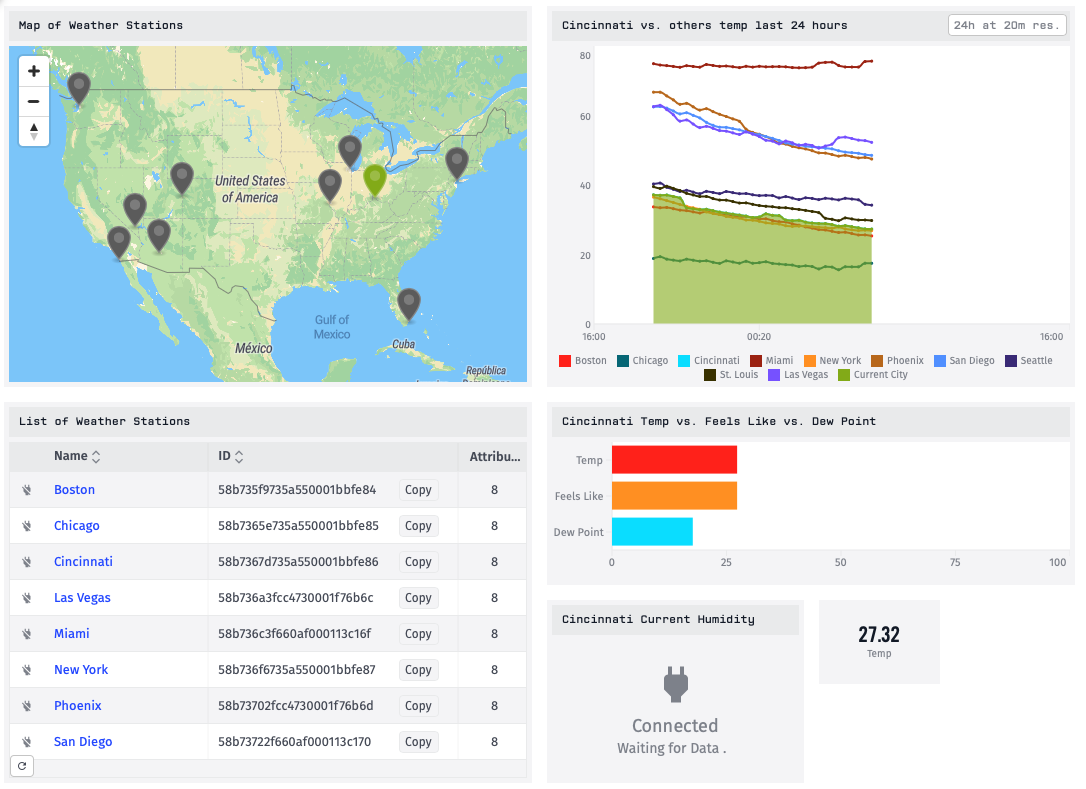 Map of Weather Stations
United States
of America
Gulf of
Mexico
México
Cuba
República
Cincinnati vs. others temp last 24 hours
24h at 20m res.
80
60
40
20
0
16:00
00:20
16:00
Boston
Chicago
Cincinnati
Miami
New York
Phoenix
San Diego
Seattle
St. Louis
Las Vegas
Current City
List of Weather Stations
Name
ID
Attribu...
Boston 58b735f9735a550001bbfe84 Copy 8
Chicago 58b7365e735a550001bbfe85 Copy 8
Cincinnati 58b7367d735a550001bbfe86 Copy 8
Las Vegas 58b736a3fcc4730001f76b6c Copy 8
Miami 58b736c3f660af000113c16f Copy 8
New York 58b736f6735a550001bbfe87 Copy 8
Phoenix 58b73702fcc4730001f76b6d Copy 8
San Diego 58b73722f660af000113c170 Copy 8
Cincinnati Temp vs. Feels Like vs. Dew Point
Temp
Feels Like
Dew Point
0
25
50
75
100
Cincinnati Current Humidity
Connected
Waiting for Data .
27.32
Temp